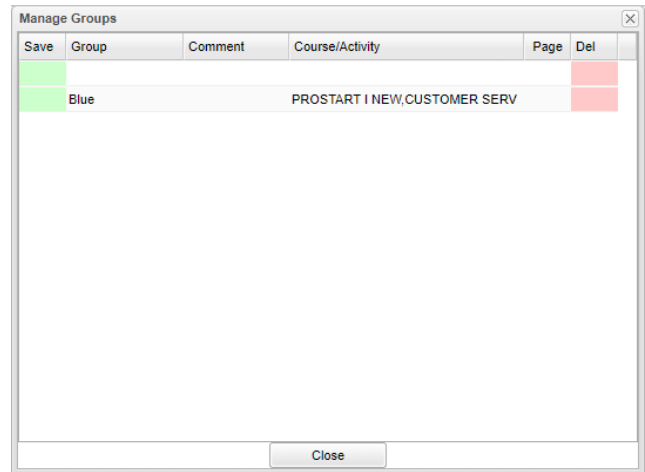 Manage Groups
Save Group Comment Course/Activity Page Del
Blue PROSTART I NEW,CUSTOMER SERV
Close